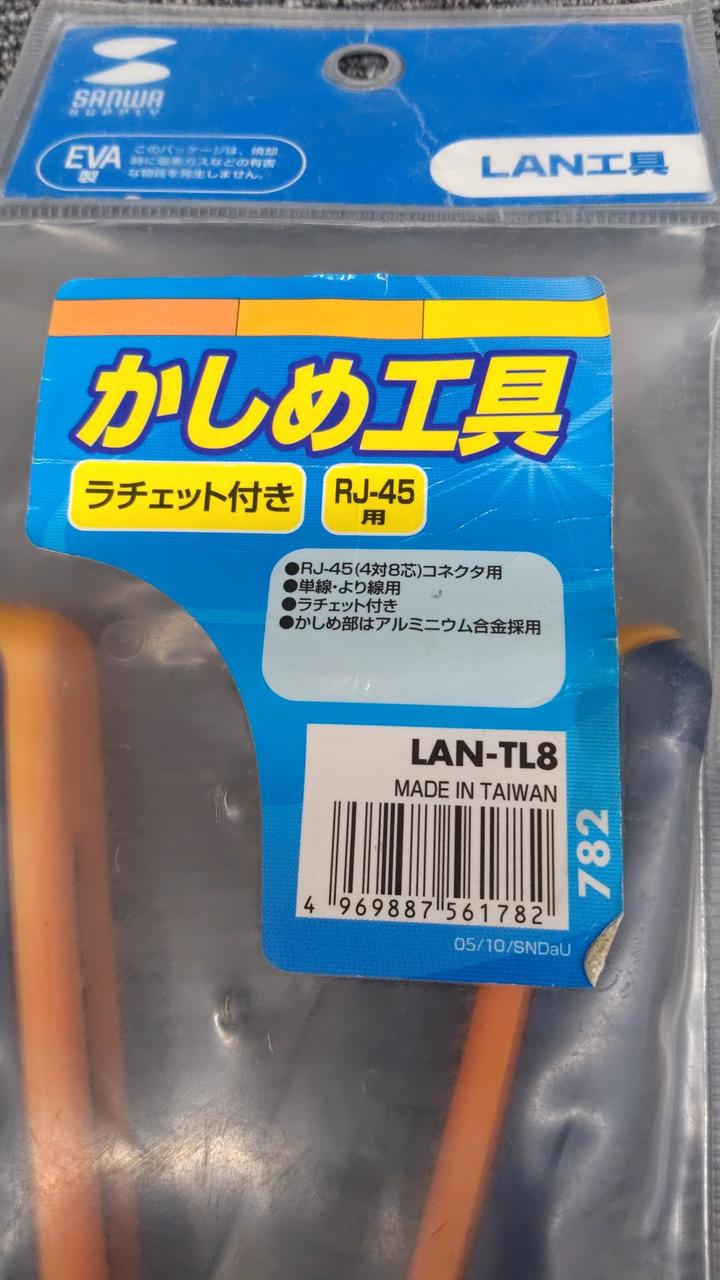 SANWA
SUPPLY
EVA
製
このパッケージは、焼却
時に塩素ガスなどの有害
な物質を発生しません。
LAN工具
かしめ工具
ラチェット付き
RJ-45
用
●RJ-45(4対8芯)コネクタ用
●単線・より線用
●ラチェット付き
●かしめ部はアルミニウム合金採用
LAN-TL8
MADE IN TAIWAN
4 969887 561782
782
05/10/SNDaU